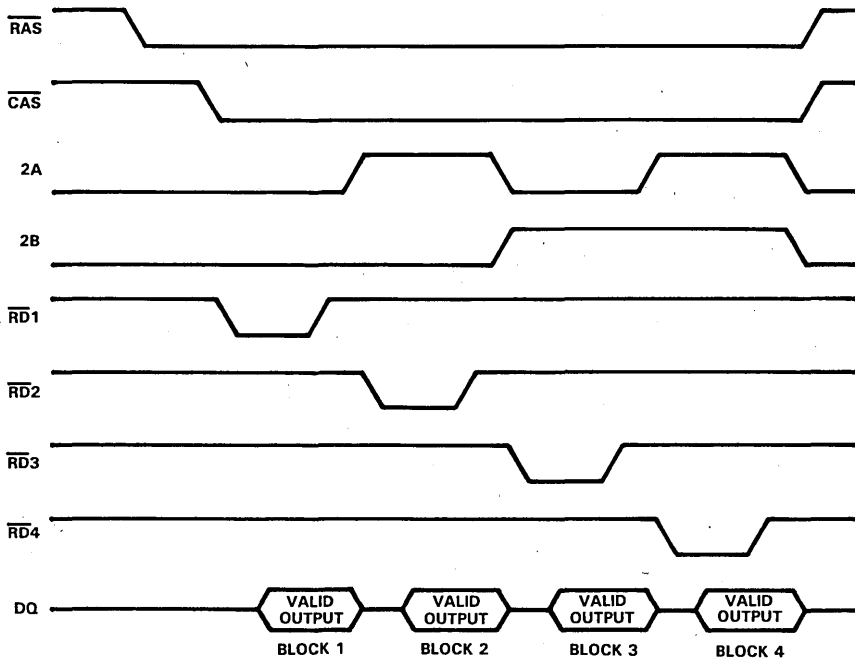 RAS
CAS
2A
2B
RD1
RD2
RD3
RD4
DQ
VALID OUTPUT VALID OUTPUT VALID OUTPUT VALID OUTPUT
BLOCK 1 BLOCK 2 BLOCK 3 BLOCK 4